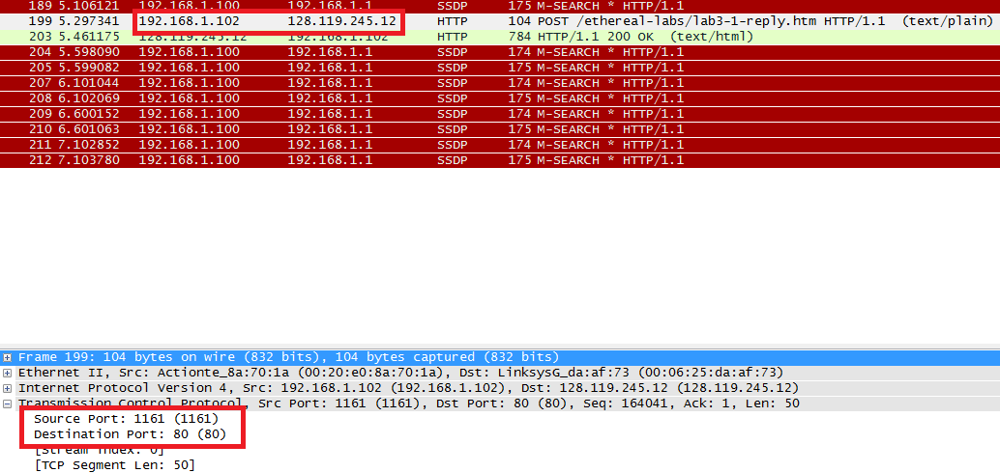 189 5.106121 192.168.1.100 192.168.1.1 SSDP 175 M-SEARCH * HTTP/1.1
199 5.297341 192.168.1.102 128.119.245.12 HTTP 104 POST /ethereal-labs/lab3-1-reply.htm HTTP/1.1 (text/plain)
203 5.461175 128.119.245.12 192.168.1.102 HTTP 784 HTTP/1.1 200 OK (text/html)
204 5.598090 192.168.1.100 192.168.1.1 SSDP 174 M-SEARCH * HTTP/1.1
205 5.599082 192.168.1.100 192.168.1.1 SSDP 175 M-SEARCH * HTTP/1.1
207 6.101044 192.168.1.100 192.168.1.1 SSDP 174 M-SEARCH * HTTP/1.1
208 6.102069 192.168.1.100 192.168.1.1 SSDP 175 M-SEARCH * HTTP/1.1
209 6.600152 192.168.1.100 192.168.1.1 SSDP 174 M-SEARCH * HTTP/1.1
210 6.601063 192.168.1.100 192.168.1.1 SSDP 175 M-SEARCH * HTTP/1.1
211 7.102852 192.168.1.100 192.168.1.1 SSDP 174 M-SEARCH * HTTP/1.1
212 7.103780 192.168.1.100 192.168.1.1 SSDP 175 M-SEARCH * HTTP/1.1
Frame 199: 104 bytes on wire (832 bits), 104 bytes captured (832 bits)
Ethernet II, Src: Actionte_8a:70:1a (00:20:e0:8a:70:1a), Dst: LinksysG_da:af:73 (00:06:25:da:af:73)
Internet Protocol Version 4, Src: 192.168.1.102 (192.168.1.102), Dst: 128.119.245.12 (128.119.245.12)
Transmission Control Protocol, Src Port: 1161 (1161), Dst Port: 80 (80), Seq: 164041, Ack: 1, Len: 50
Source Port: 1161 (1161)
Destination Port: 80 (80)
[Stream index: 0]
[TCP Segment Len: 50]